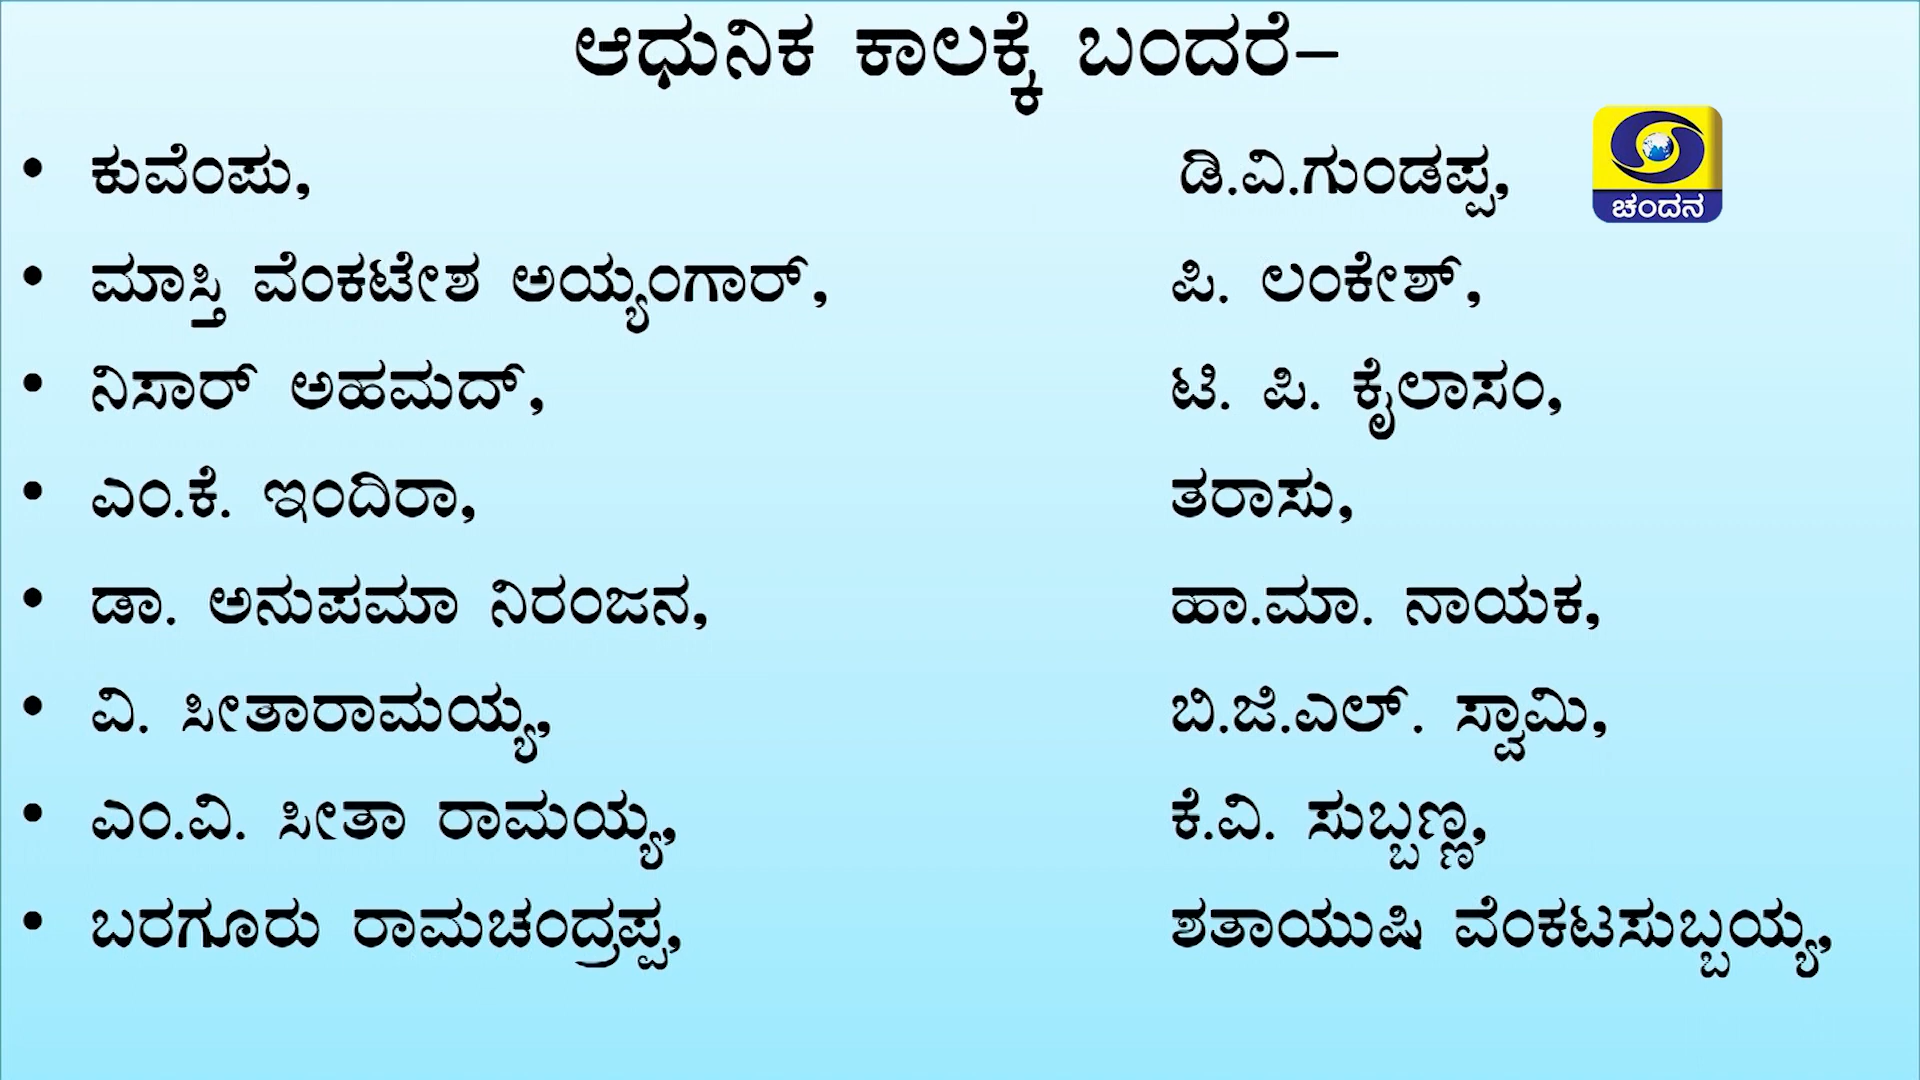 ಆಧುನಿಕ ಕಾಲಕ್ಕೆ ಬಂದರೆ–
• ಕುವೆಂಪು, ಡಿ.ವಿ.ಗುಂಡಪ್ಪ,
ಚಂದನ
• ಮಾಸ್ತಿ ವೆಂಕಟೇಶ ಅಯ್ಯಂಗಾರ್, ಪಿ. ಲಂಕೇಶ್,
• ನಿಸಾರ್ ಅಹಮದ್, ಟಿ. ಪಿ. ಕೈಲಾಸಂ,
• ಎಂ.ಕೆ. ಇಂದಿರಾ, ತರಾಸು,
• ಡಾ. ಅನುಪಮಾ ನಿರಂಜನ, ಹಾ.ಮಾ. ನಾಯಕ,
• ವಿ. ಸೀತಾರಾಮಯ್ಯ, ಬಿ.ಜಿ.ಎಲ್. ಸ್ವಾಮಿ,
• ಎಂ.ವಿ. ಸೀತಾ ರಾಮಯ್ಯ, ಕೆ.ವಿ. ಸುಬ್ಬಣ್ಣ,
• ಬರಗೂರು ರಾಮಚಂದ್ರಪ್ಪ, ಶತಾಯುಷಿ ವೆಂಕಟಸುಬ್ಬಯ್ಯ,